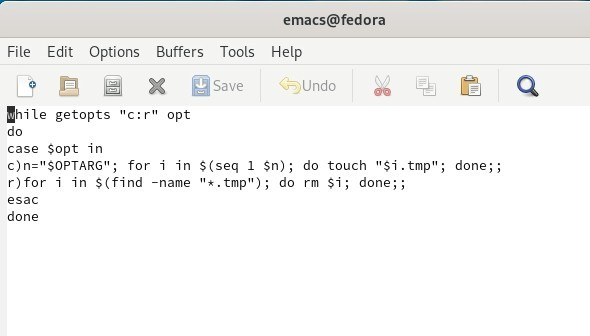 emacs@fedora
File Edit Options Buffers Tools Help
Save Undo
while getopts "c:r" opt
do
case $opt in
c)n="$OPTARG"; for i in $(seq 1 $n); do touch "$i.tmp"; done;;
r)for i in $(find -name "*.tmp"); do rm $i; done;;
esac
done